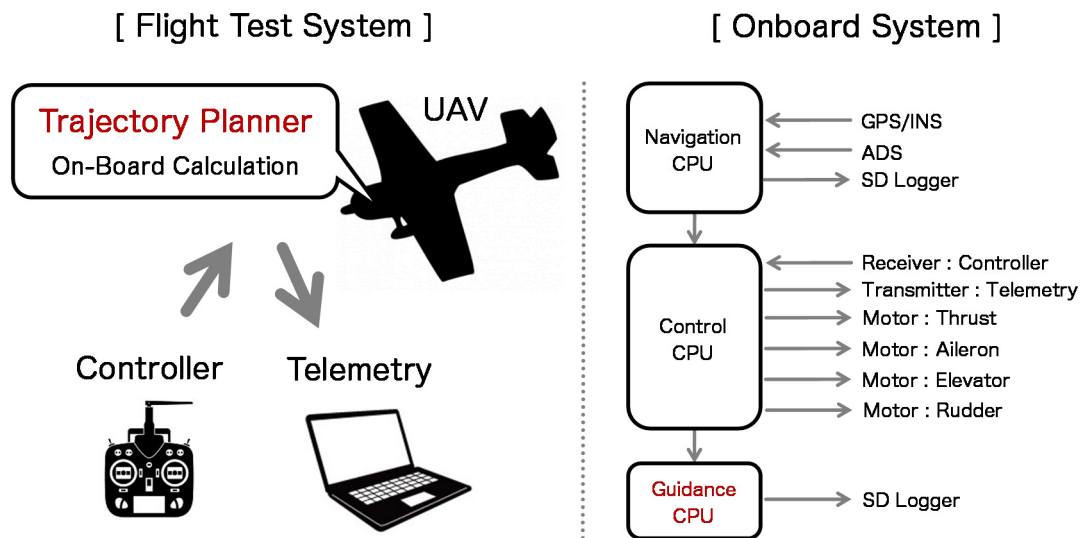 [ Flight Test System ]
Trajectory Planner
On-Board Calculation
UAV
Controller
Telemetry
[ Onboard System ]
Navigation
CPU
GPS/INS
ADS
SD Logger
Control
CPU
Receiver : Controller
Transmitter : Telemetry
Motor : Thrust
Motor : Aileron
Motor : Elevator
Motor : Rudder
Guidance
CPU
SD Logger